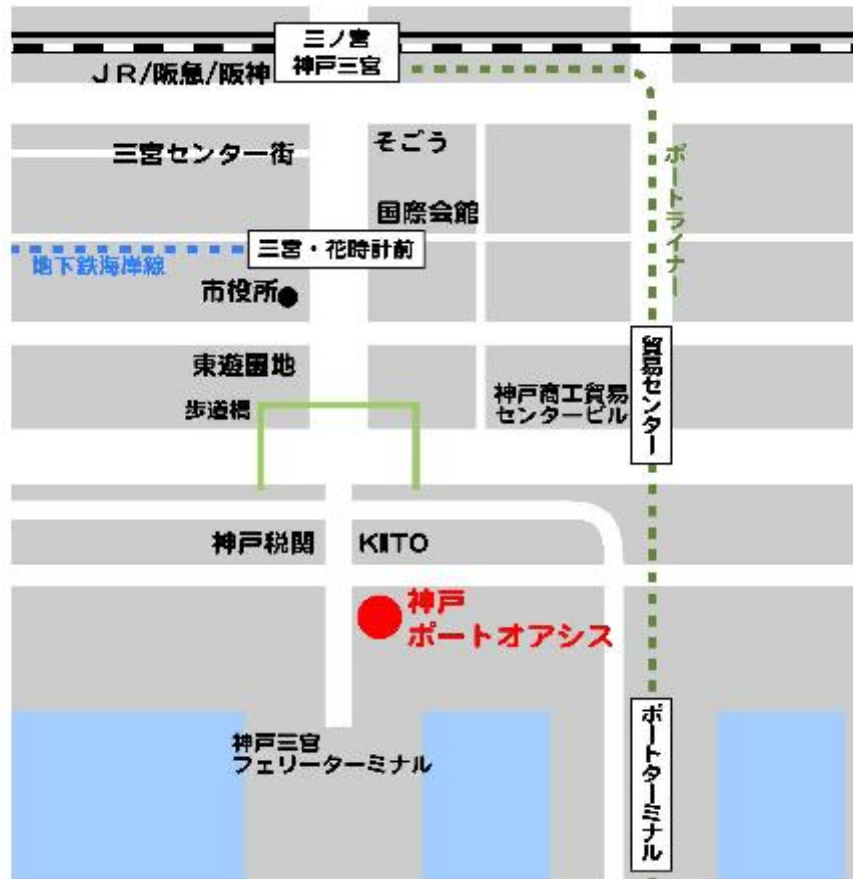 三ノ宮
神戸三宮
JR/阪急/阪神
三宮センター街
そごう
国際会館
ポートライナー
三宮・花時計前
地下鉄海岸線
市役所
東遊園地
歩道橋
神戸商工貿易
センタービル
貿易センター
神戸税関
KIITO
神戸
ポートオアシス
神戸三宮
フェリーターミナル
ポートターミナル